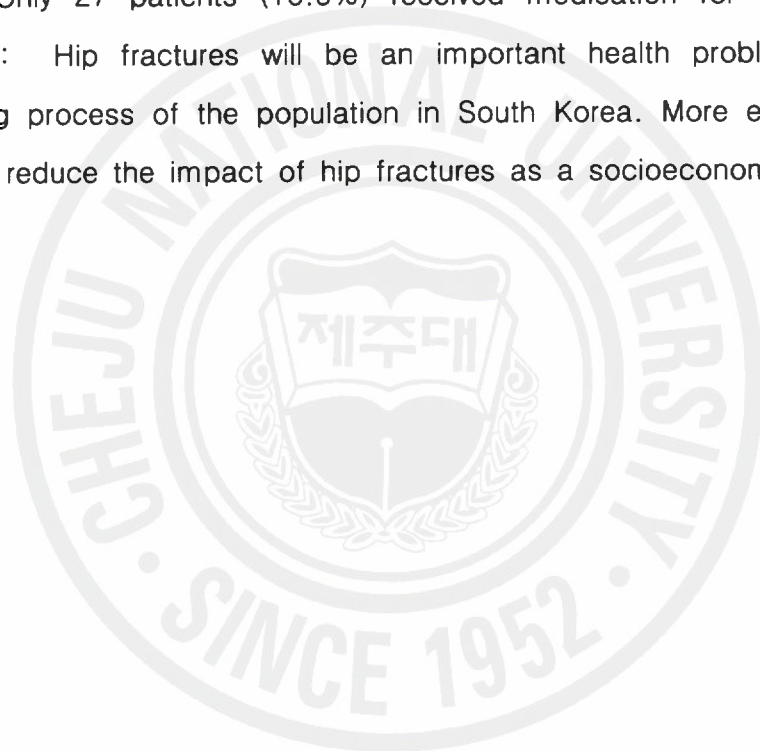 Only 27 patients received medisation for
: Hip fractures will be an important health probl
g process of the population in South Korea. More e
reduce the impact of hip fractures as a socioeconom
CHEJU NATIONAL UNIVERSITY
제주대
SINCE 1952